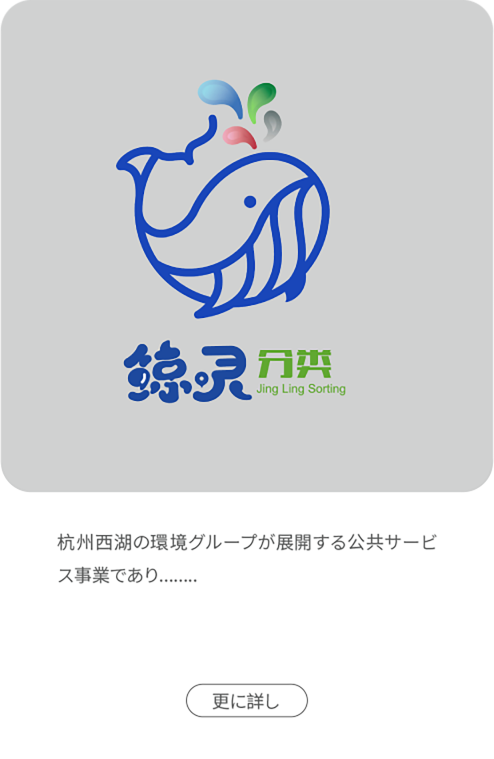 鲸灵
分类
Jing Ling Sorting
杭州西湖の環境グループが展開する公共サービ
ス事業であり........
更に詳し